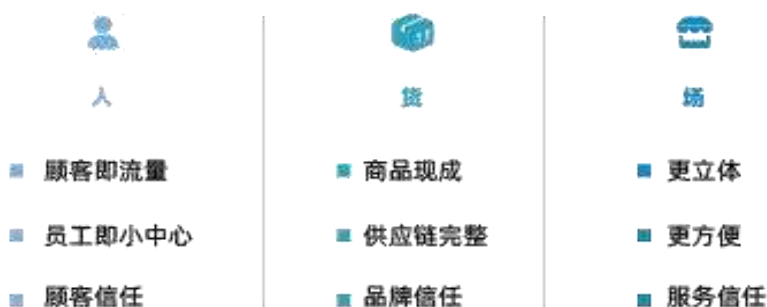 人
货
场
顾客即流量
商品现成
更立体
员工即小中心
供应链完整
更方便
顾客信任
品牌信任
服务信任